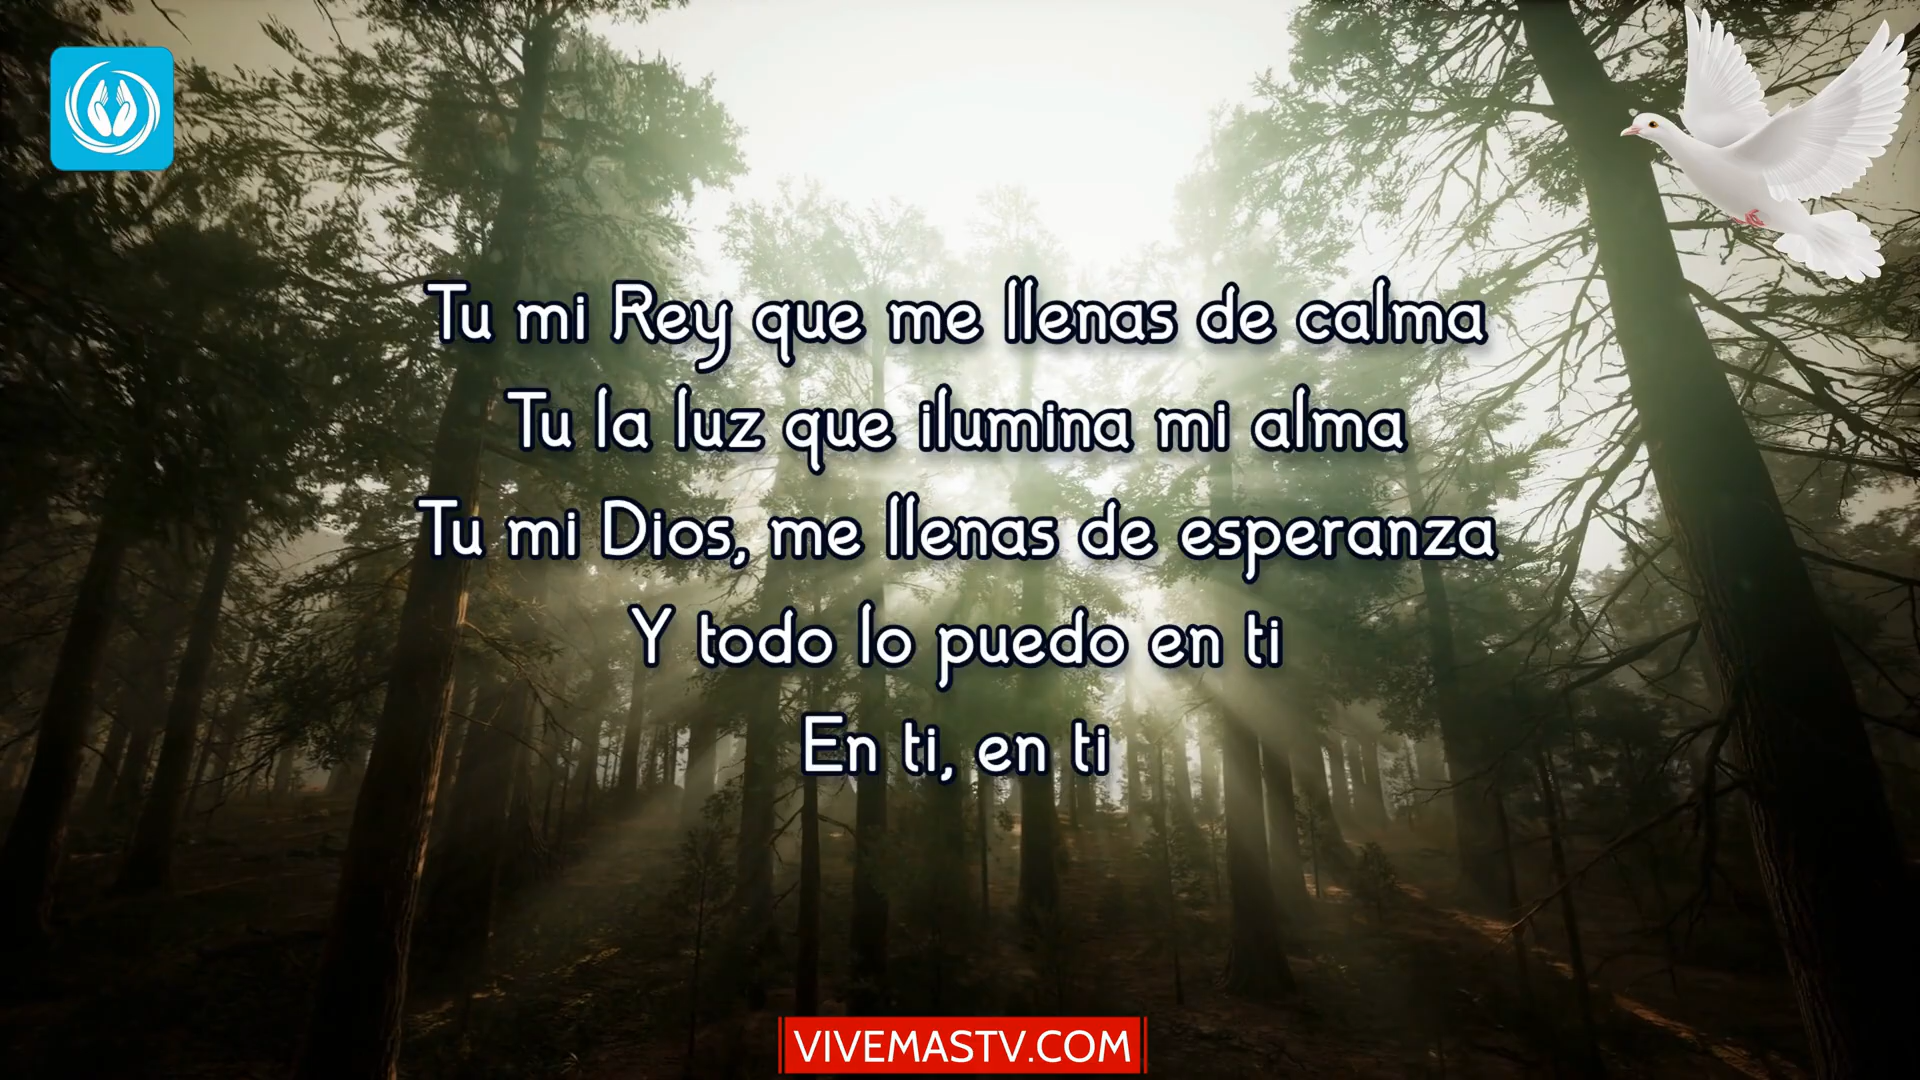 Tu mi Rey que me llenas de calma
Tu la luz que ilumina mi alma
Tu mi Dios, me llenas de esperanza
Y todo lo puedo en ti
En ti, en ti
VIVEMASTV.COM